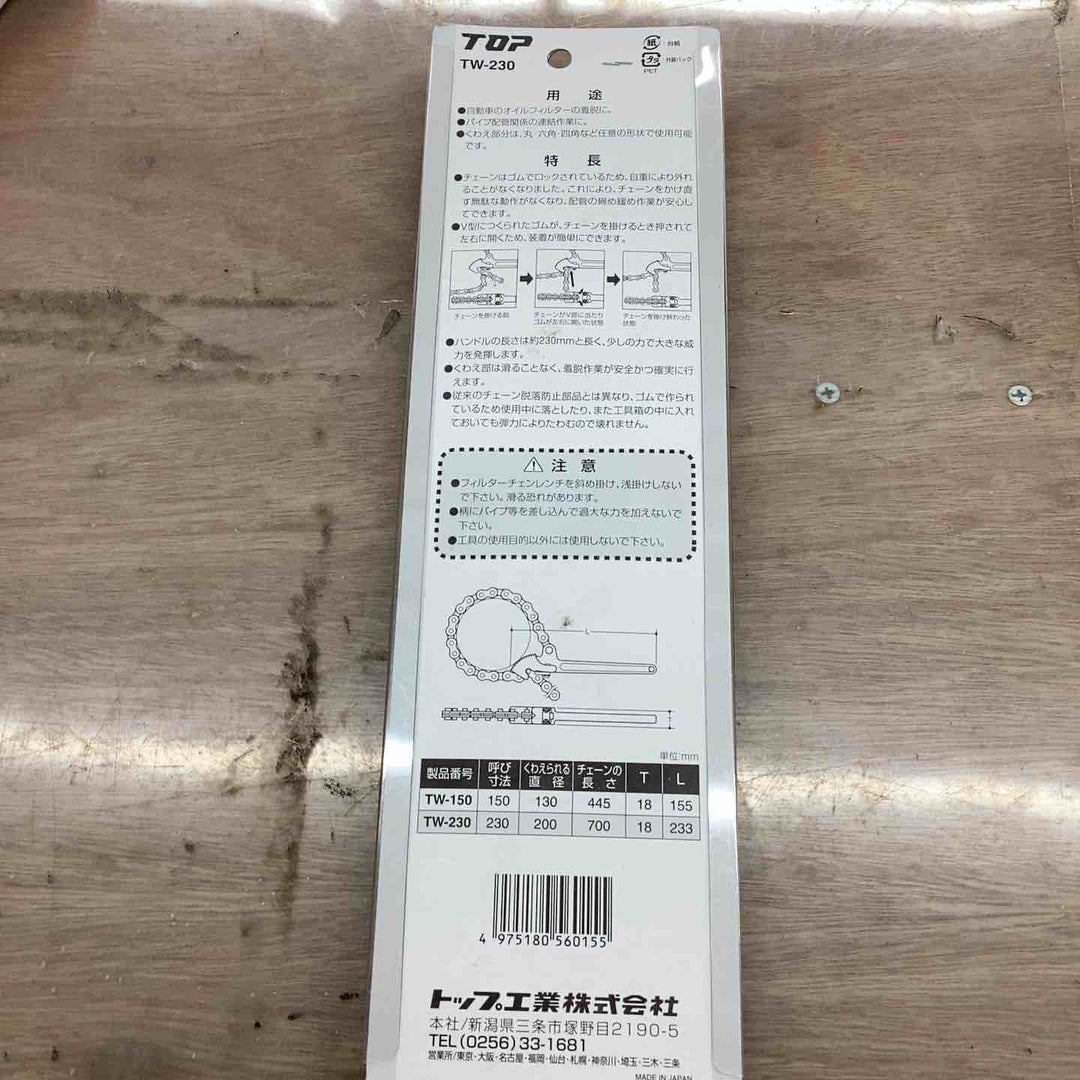 TOP
TW-230
紙 台紙
PET 外装パック
用 途
●自動車のオイルフィルターの着脱に。
●パイプ配管関係の連結作業に。
●くわえ部分は、丸・六角・四角など任意の形状で使用可能
です。
特 長
●チェーンはゴムでロックされているため、自重により外れ
ることがなくなりました。これにより、チェーンをかけ直
す無駄な動作がなくなり、配管の締め緩め作業が安心し
てできます。
●V型につくられたゴムが、チェーンを掛けるとき押されて
左右に開くため、装着が簡単にできます。
チェーンを掛ける前
チェーンがV部に当たり
ゴムが左右に開いた状態
チェーンを掛け終わった
状態
●ハンドルの長さは約230mmと長く、少しの力で大きな威
力を発揮します。
●くわえ部は滑ることなく、着脱作業が安全かつ確実に行
えます。
●従来のチェーン脱落防止部品とは異なり、ゴムで作られ
ているため使用中に落としたり、また工具箱の中に入れ
ておいても弾力によりたわむので壊れません。
注 意
●フィルターチェンレンチを斜め掛け、浅掛けしない
で下さい。滑る恐れがあります。
●柄にパイプ等を差し込んで過大な力を加えないで
下さい。
●工具の使用目的以外には使用しないで下さい。
L
T
単位:mm
製品番号 呼び寸法 くわえられる直径 チェーンの長さ T L
TW-150 150 130 445 18 155
TW-230 230 200 700 18 233
4 975180 560155
トップ工業株式会社
本社/新潟県三条市塚野目2190-5
TEL(0256)33-1681
営業所/東京・大阪・名古屋・福岡・仙台・札幌・神奈川・埼玉・三木・三条
MADE IN JAPAN